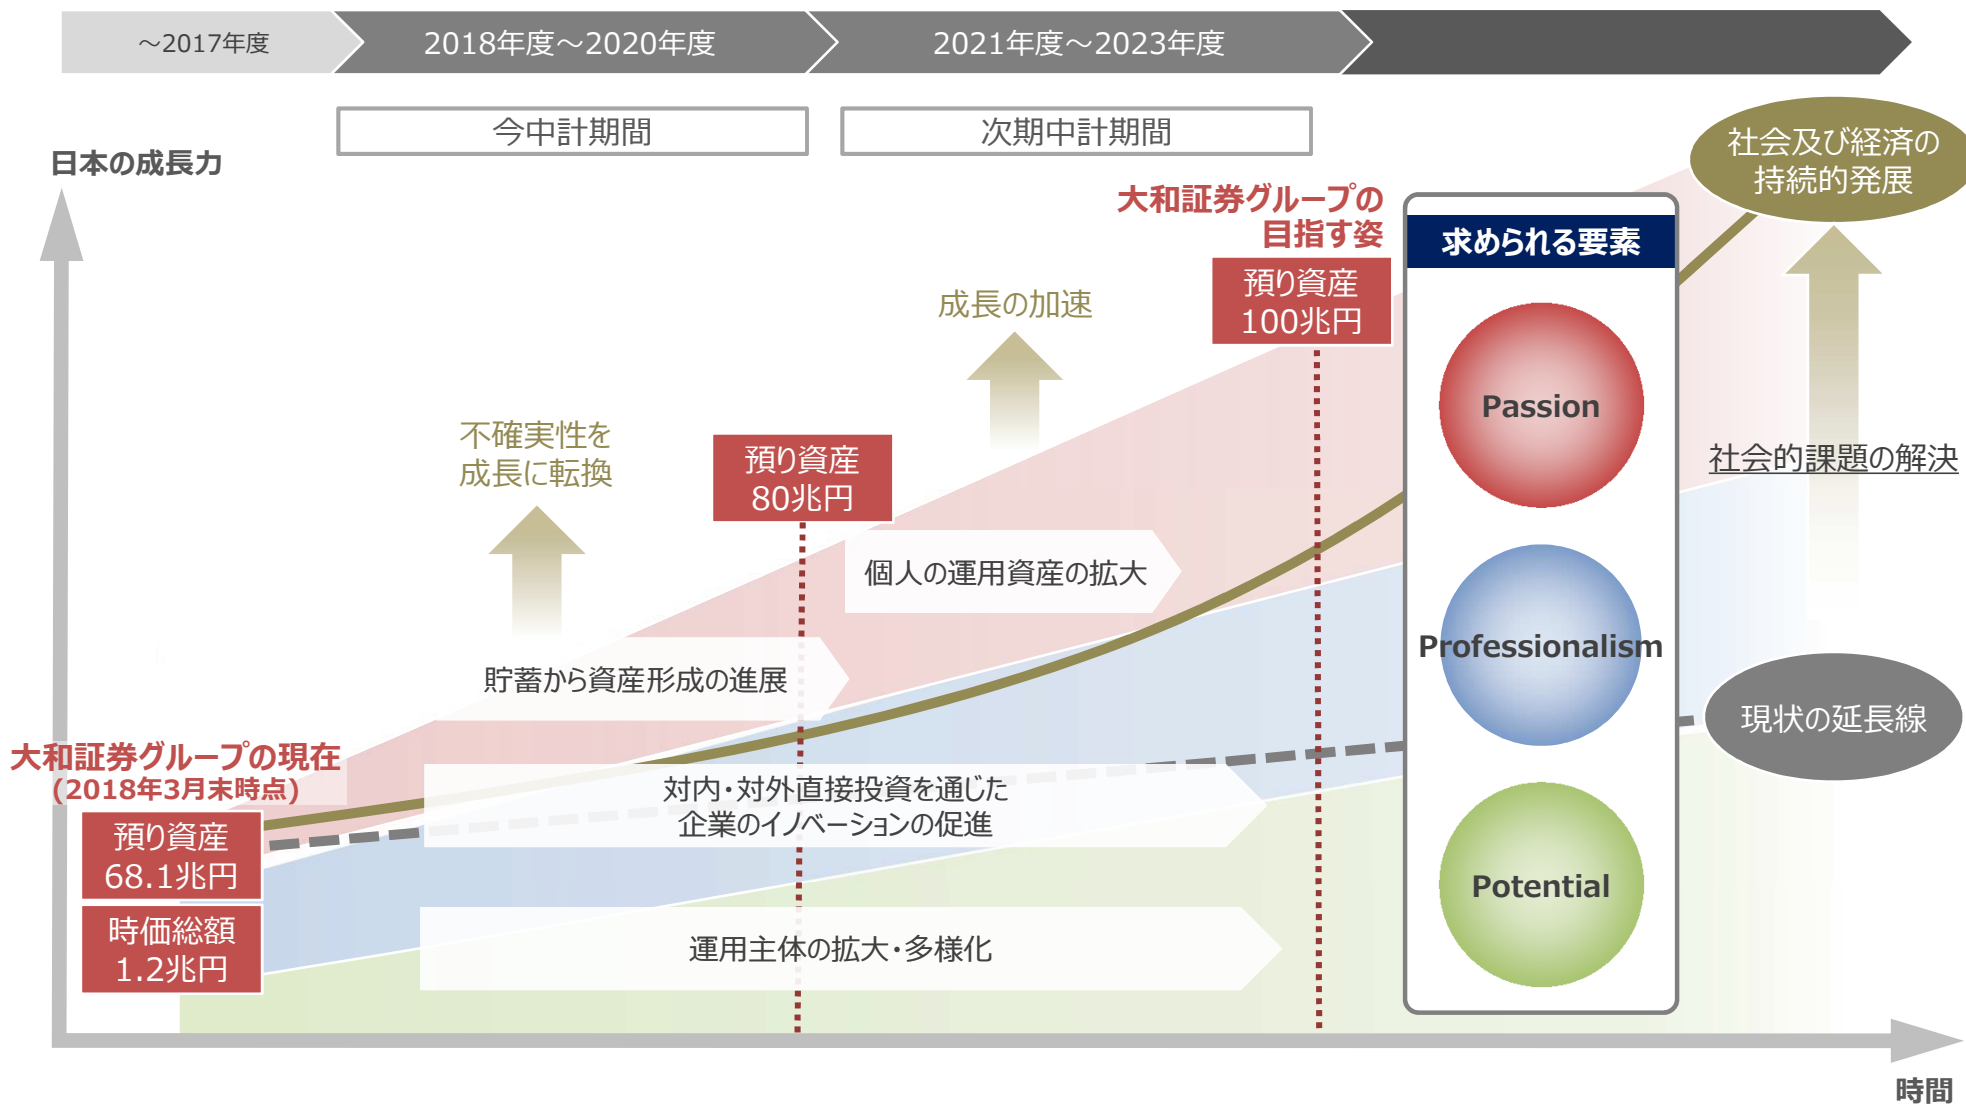 ～2017年度
2018年度～2020年度
2021年度～2023年度
今中計期間
次期中計期間
日本の成長力
社会及び経済の
持続的発展
大和証券グループの
目指す姿
求められる要素
預り資産
100兆円
成長の加速
Passion
不確実性を
成長に転換
預り資産
80兆円
社会的課題の解決
個人の運用資産の拡大
Professionalism
貯蓄から資産形成の進展
現状の延長線
大和証券グループの現在
(2018年3月末時点)
対内・対外直接投資を通じた
企業のイノベーションの促進
預り資産
68.1兆円
Potential
時価総額
1.2兆円
運用主体の拡大・多様化
時間